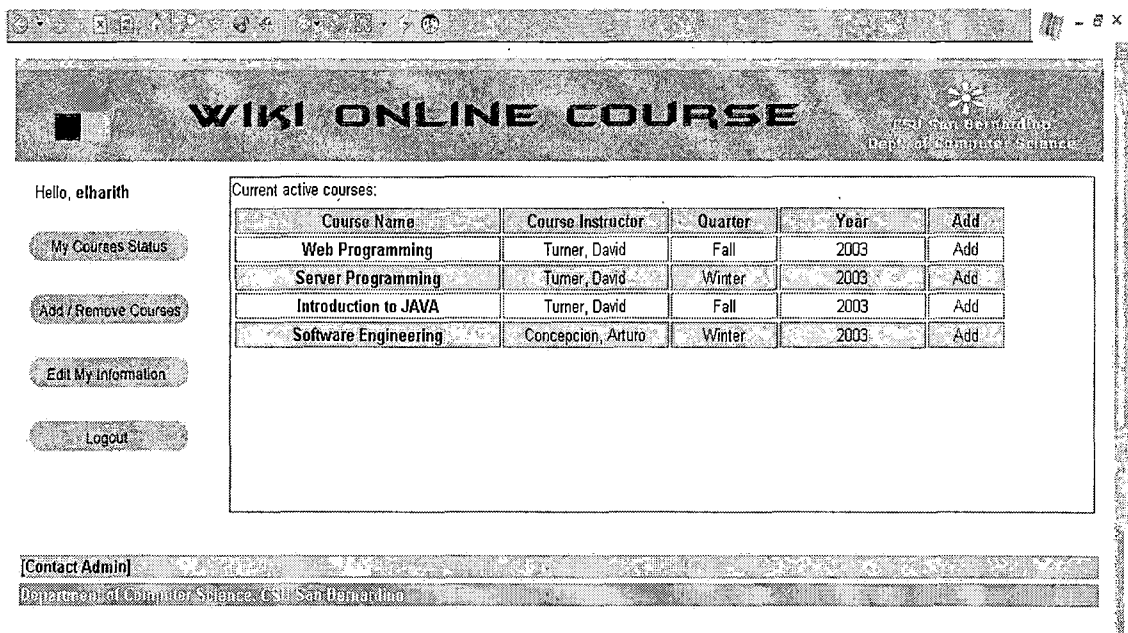 WIKI ONLINE COURSE
CSU San Bernardino
Dept. of Computer Science
Hello, elharith
My Courses Status
Add / Remove Courses
Edit My Information
Logout
Current active courses:
Course Name Course Instructor Quarter Year Add
Web Programming Turner, David Fall 2003 Add
Server Programming Turner, David Winter 2003 Add
Introduction to JAVA Turner, David Fall 2003 Add
Software Engineering Concepcion, Arturo Winter 2003 Add
[Contact Admin]
Department of Computer Science, CSU San Bernardino